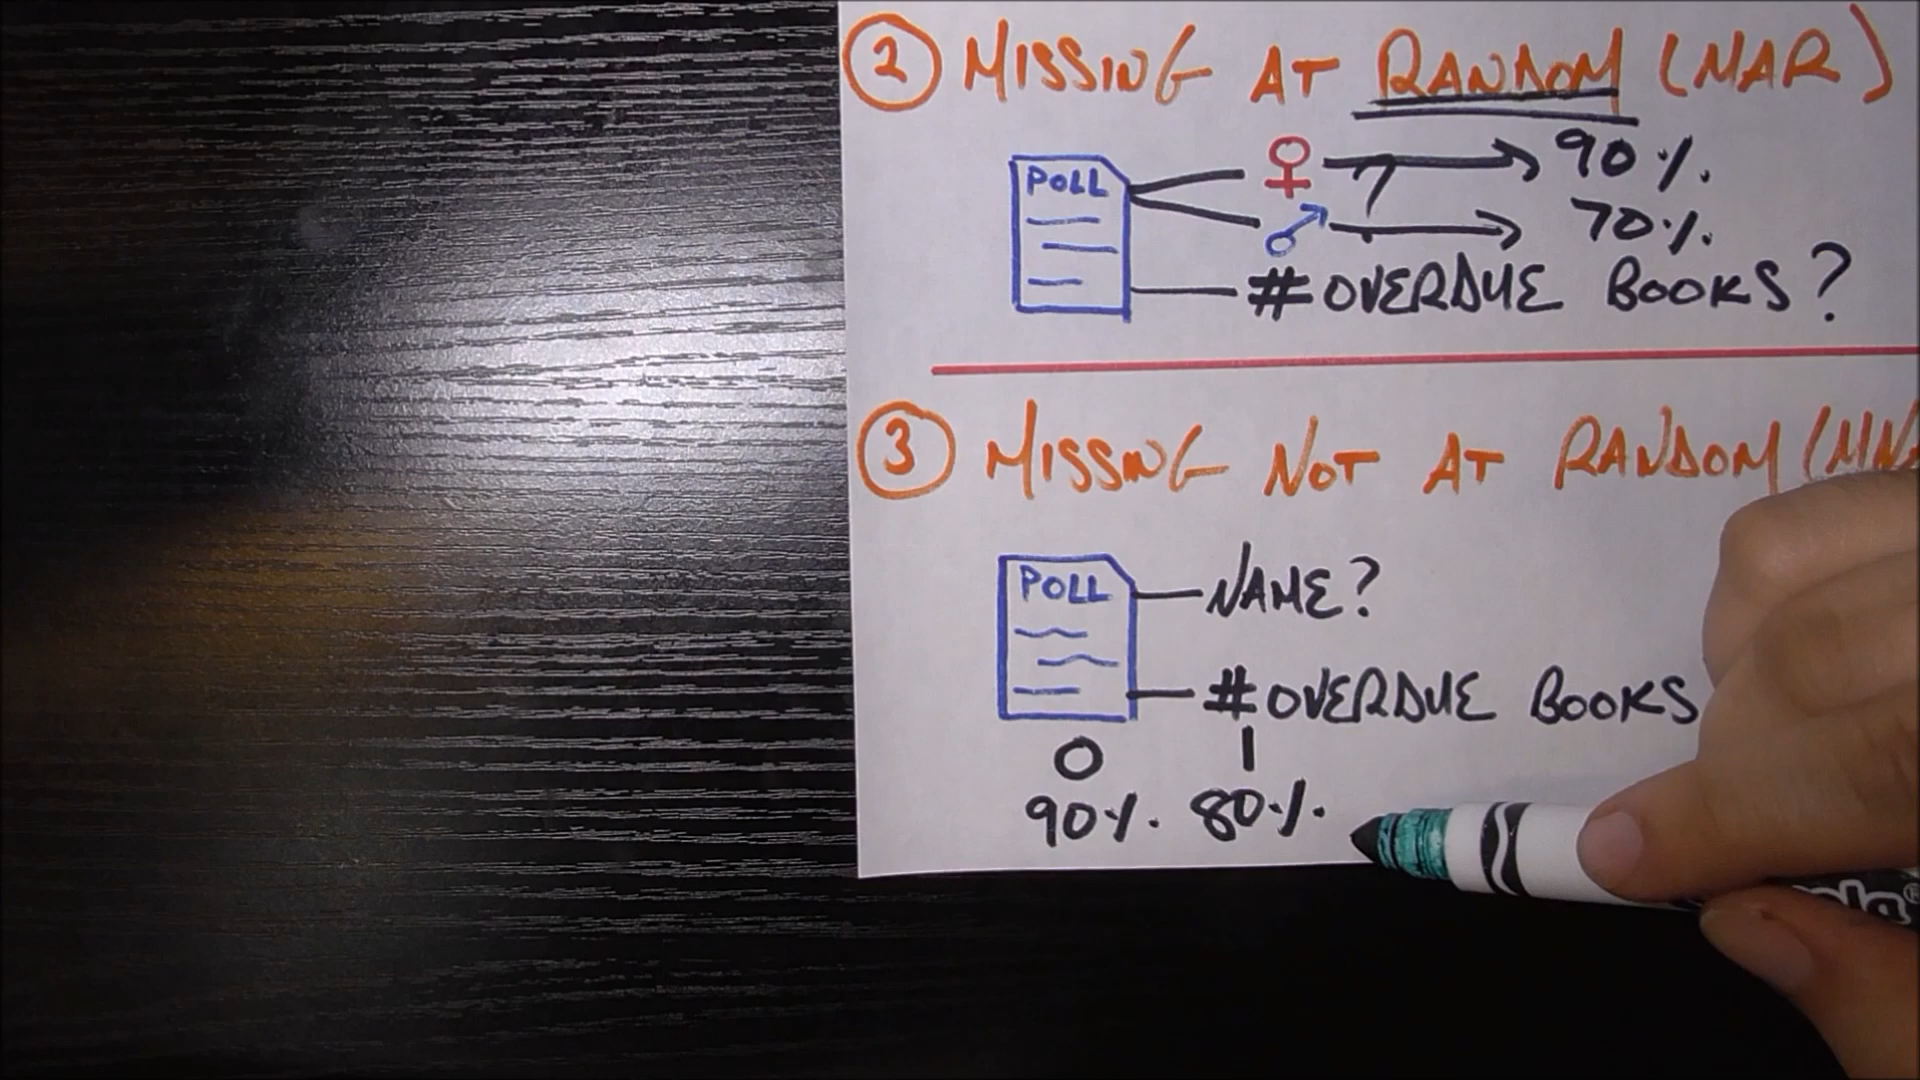 2 MISSING AT RANDOM (MAR)
POLL
90%
70%
# OVERDUE BOOKS?
3 MISSING NOT AT RANDOM
POLL
NAME?
# OVERDUE BOOKS
0 1
90% 80%